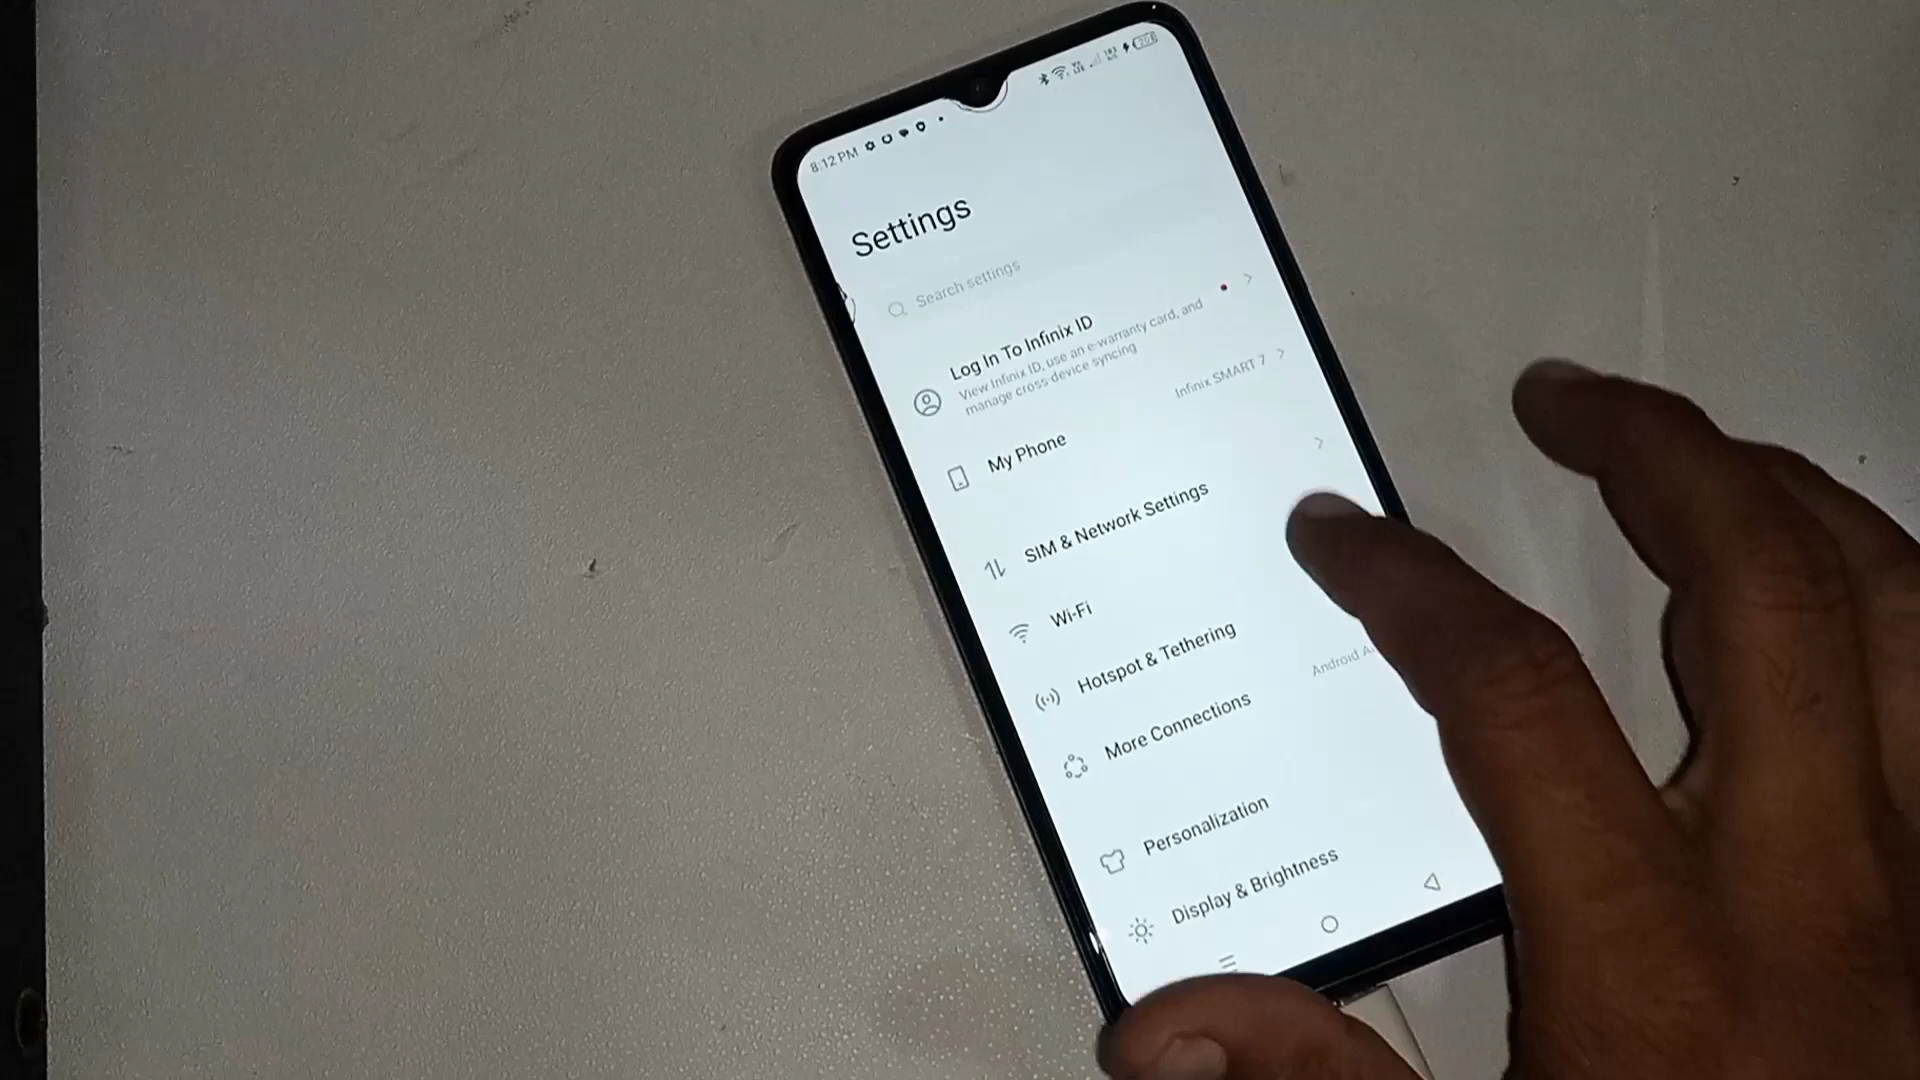 8:12 PM
Settings
Search settings
Log In To Infinix ID
View Infinix ID, use an e-warranty card, and
manage cross-device syncing
My Phone
Infinix SMART 7
SIM & Network Settings
Wi-Fi
Hotspot & Tethering
More Connections
Android
Personalization
Display & Brightness